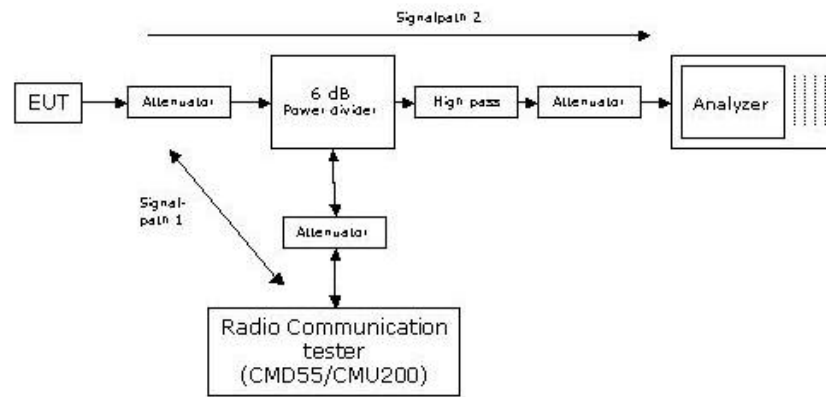 Signalpath 2
EUT
Attenuator
6 dB
Power divider
High pass
Attenuator
Analyzer
Signal-
path 1
Attenuator
Radio Communication
tester
(CMD55/CMU200)